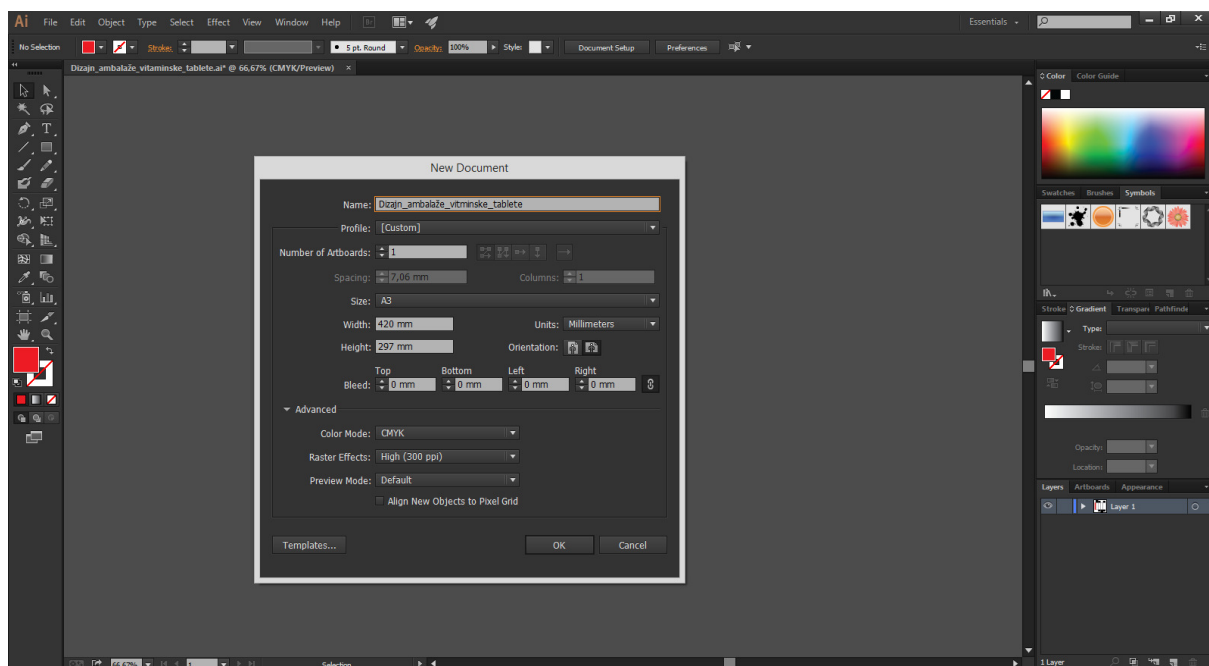 Ai File Edit Object Type Select Effect View Window Help Br Essentials
No Selection Stroke: 5 pt. Round Opacity: 100% Style: Document Setup Preferences
Dizajn_ambalaže_vitaminske_tablete.ai* @ 66,67% (CMYK/Preview) ×
Color Color Guide
New Document
Name: Dizajn_ambalaže_vitminske_tablete
Profile: [Custom]
Number of Artboards: 1
Spacing: 7,06 mm Columns: 1
Size: A3
Width: 420 mm Units: Millimeters
Height: 297 mm Orientation:
Top Bottom Left Right
Bleed: 0 mm 0 mm 0 mm 0 mm
Advanced
Color Mode: CMYK
Raster Effects: High (300 ppi)
Preview Mode: Default
Align New Objects to Pixel Grid
Templates... OK Cancel
Swatches Brushes Symbols
Stroke Gradient Transpare Pathfinde
Type:
Stroke:
Opacity:
Location:
Layers Artboards Appearance
Layer 1
66,67% 1 Selection
1 Layer